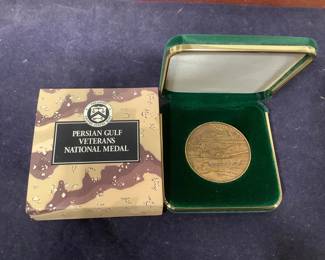 PERSIAN GULF
VETERANS
NATIONAL MEDAL